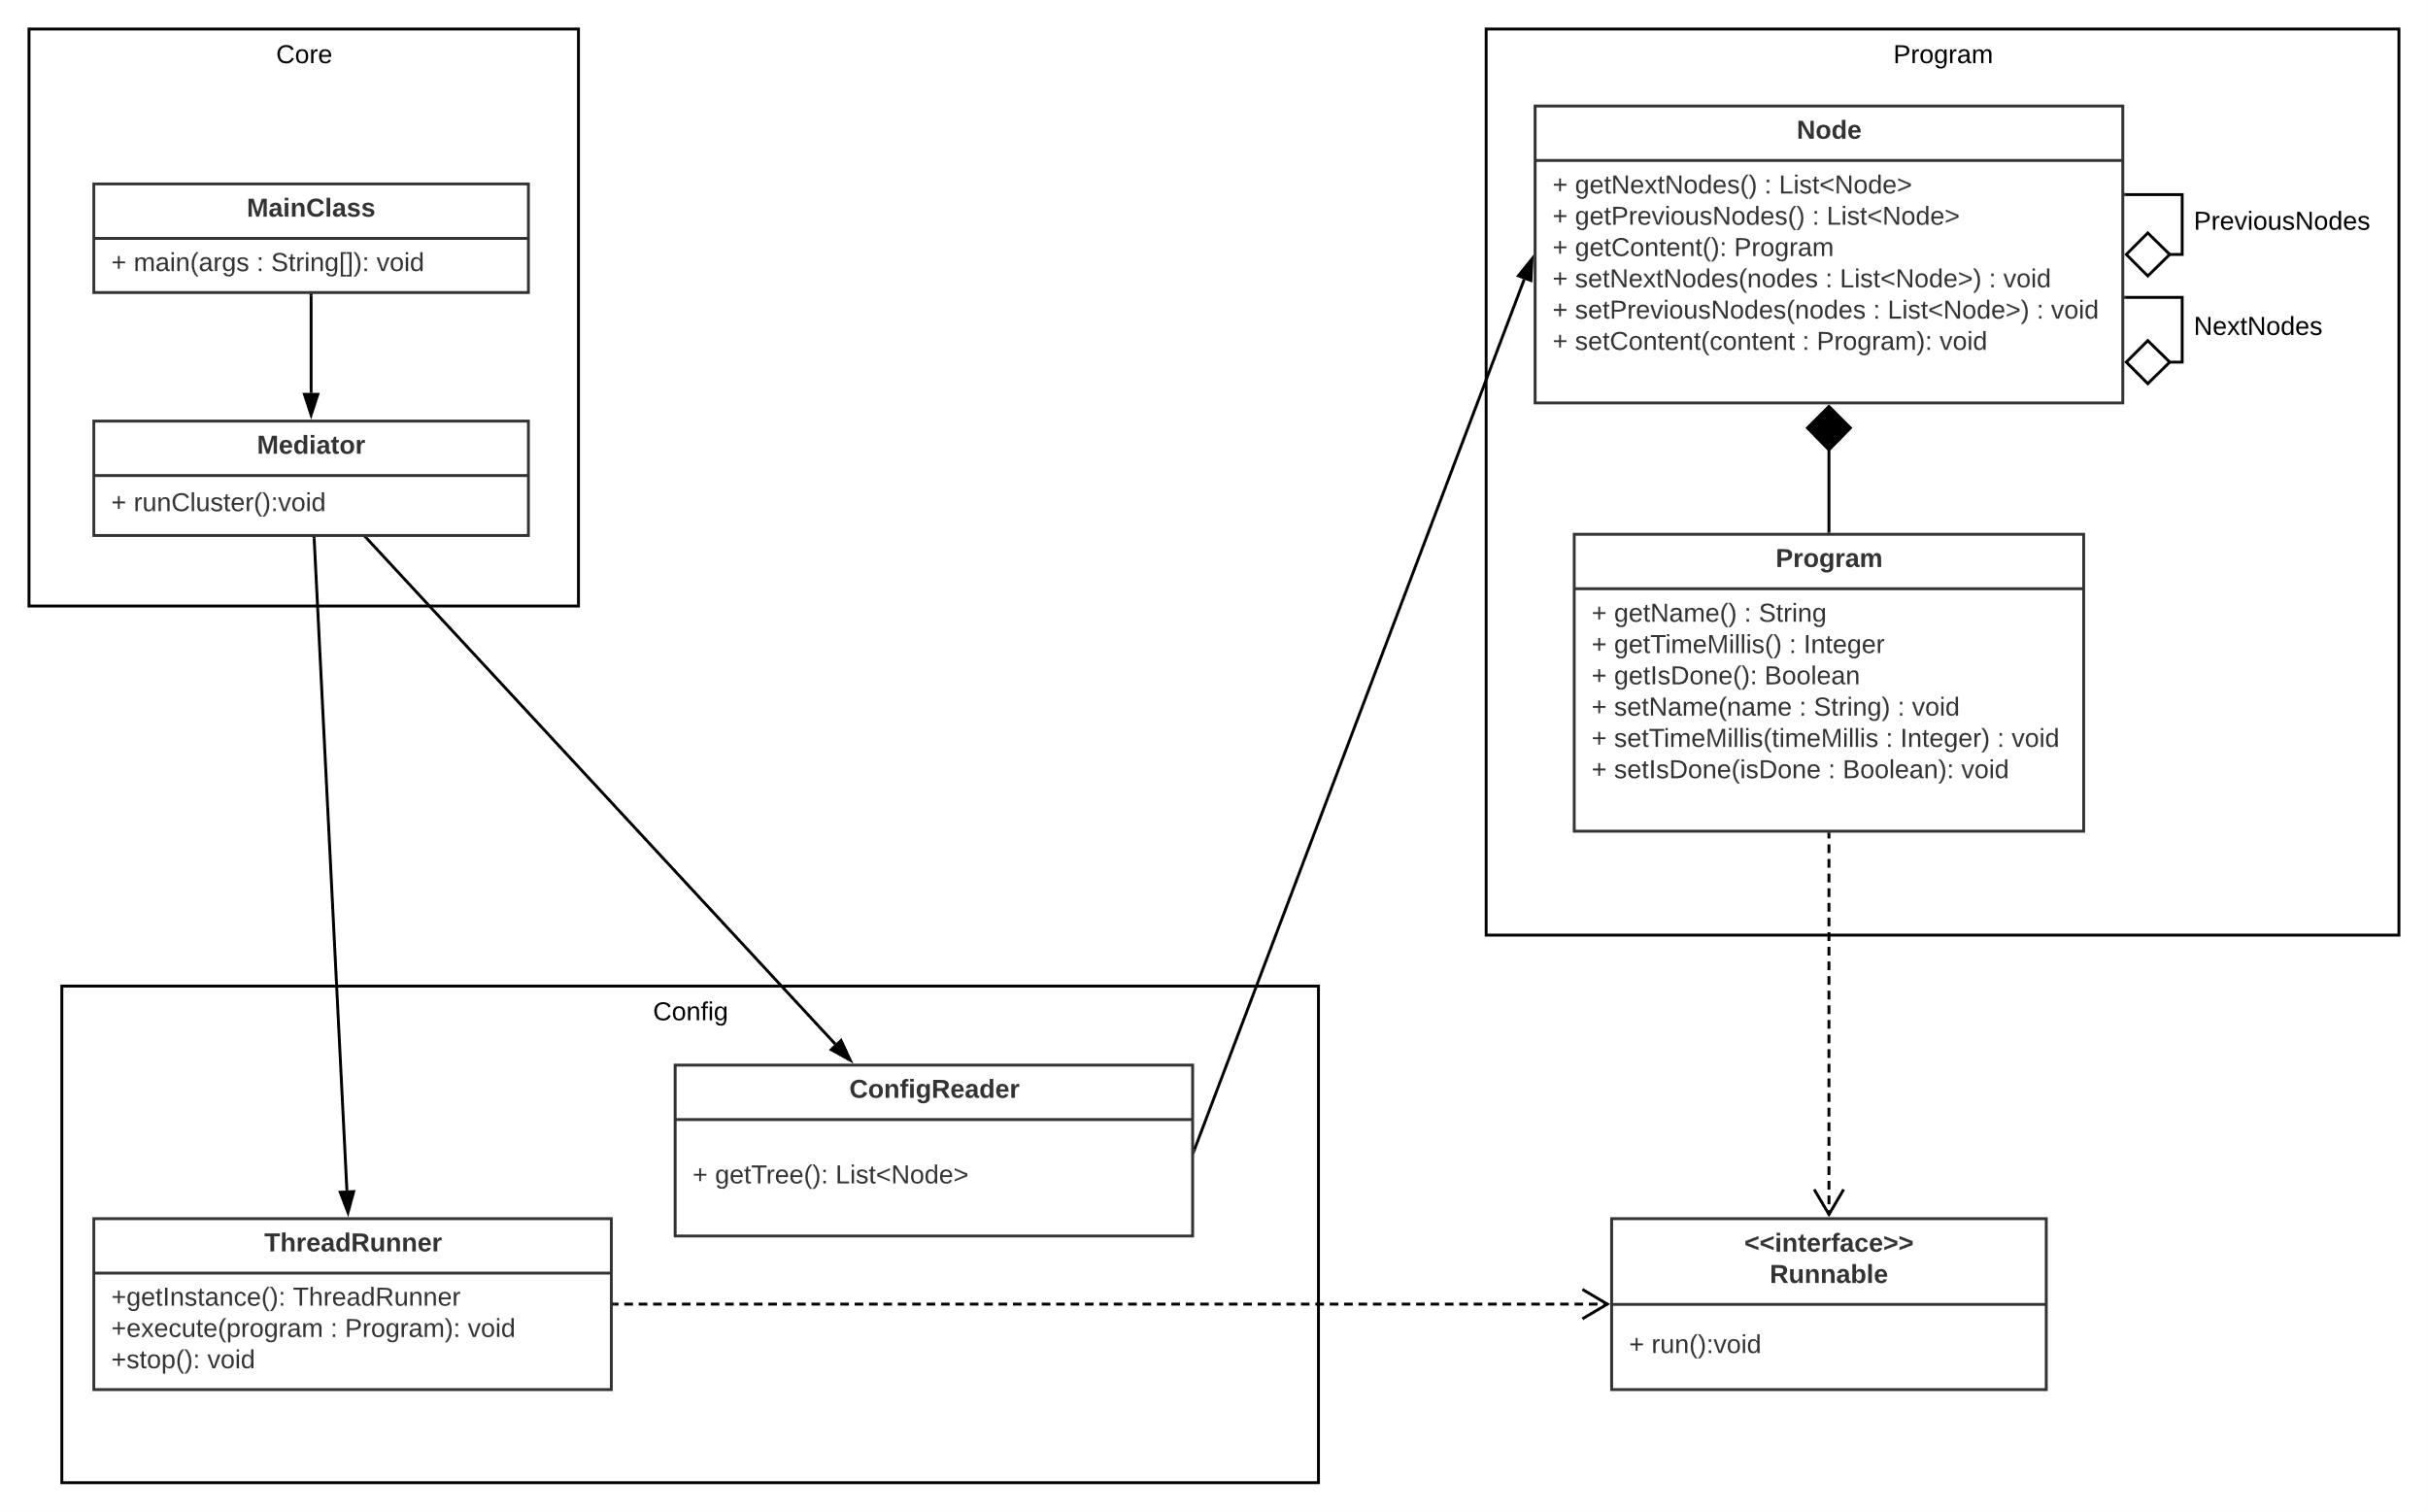 Core
MainClass
+ main(args : String[]): void
Mediator
+ runCluster():void
Program
Node
+ getNextNodes() : List<Node>
+ getPreviousNodes() : List<Node>
+ getContent(): Program
+ setNextNodes(nodes : List<Node>) : void
+ setPreviousNodes(nodes : List<Node>) : void
+ setContent(content : Program): void
PreviousNodes
NextNodes
Program
+ getName() : String
+ getTimeMillis() : Integer
+ getIsDone(): Boolean
+ setName(name : String) : void
+ setTimeMillis(timeMillis : Integer) : void
+ setIsDone(isDone : Boolean): void
Config
ConfigReader
+ getTree(): List<Node>
ThreadRunner
+getInstance(): ThreadRunner
+execute(program : Program): void
+stop(): void
<<interface>>
Runnable
+ run():void